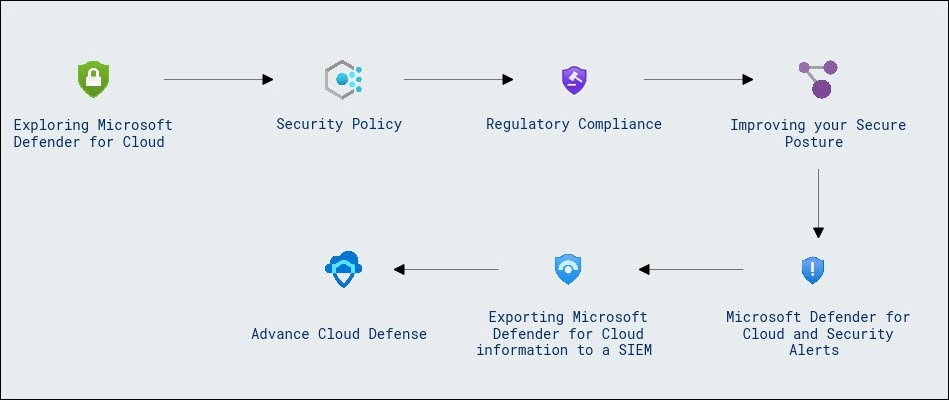 Exploring Microsoft
Defender for Cloud
Security Policy
Regulatory Compliance
Improving your Secure
Posture
Microsoft Defender for
Cloud and Security
Alerts
Exporting Microsoft
Defender for Cloud
information to a SIEM
Advance Cloud Defense